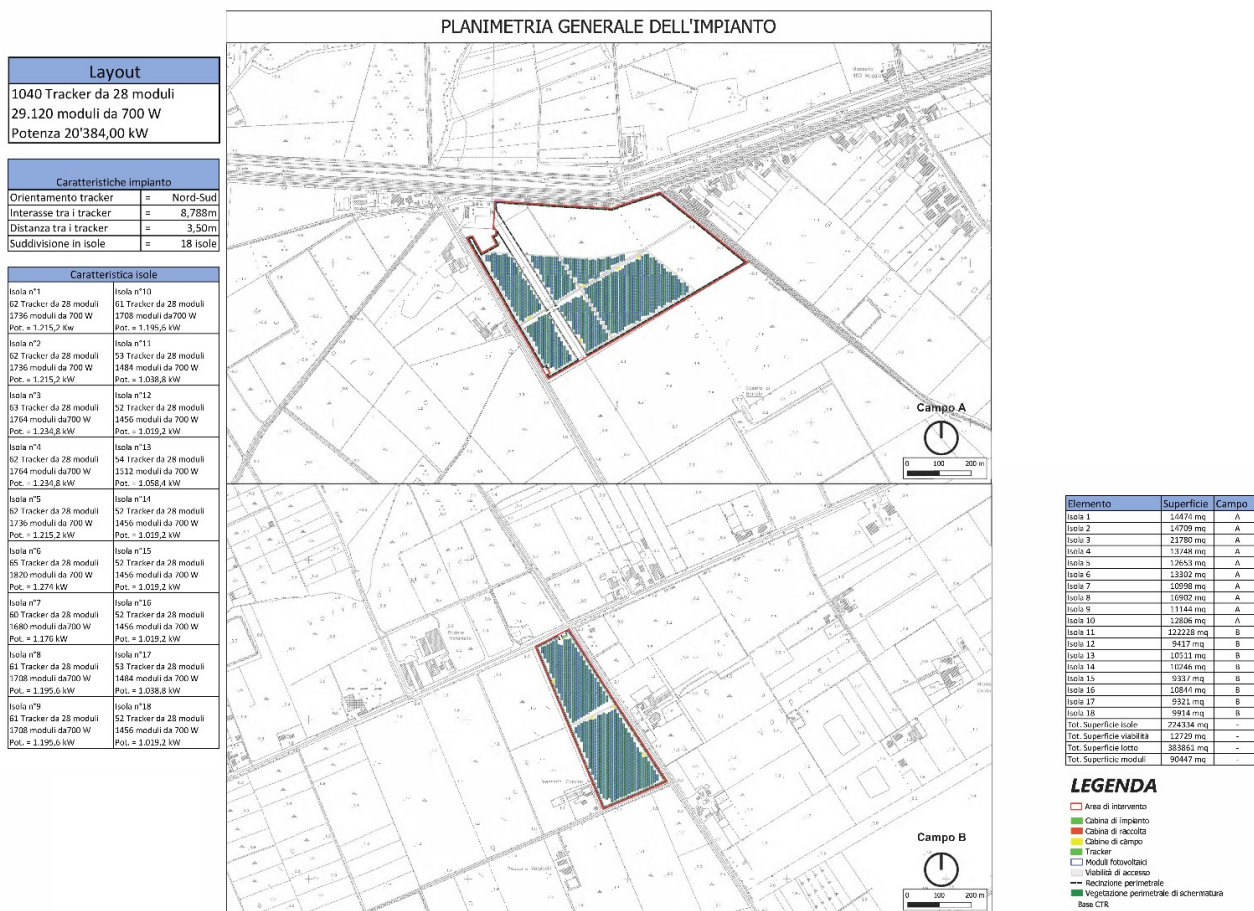 PLANIMETRIA GENERALE DELL'IMPIANTO
Layout
1040 Tracker da 28 moduli
29.120 moduli da 700 W
Potenza 20'384,00 kW
Caratteristiche impianto
Orientamento tracker = Nord-Sud
Interasse tra i tracker = 8,788m
Distanza tra i tracker = 3,50m
Suddivisione in isole = 18 isole
Caratteristica isole
Isola n°1
62 Tracker da 28 moduli
1736 moduli da 700 W
Pot. = 1.215,2 Kw
Isola n°10
61 Tracker da 28 moduli
1708 moduli da700 W
Pot. = 1.195,6 kW
Isola n°2
62 Tracker da 28 moduli
1736 moduli da 700 W
Pot. = 1.215,2 kW
Isola n°11
53 Tracker da 28 moduli
1484 moduli da 700 W
Pot. = 1.038,8 kW
Isola n°3
63 Tracker da 28 moduli
1764 moduli da700 W
Pot. = 1.234,8 kW
Isola n°12
52 Tracker da 28 moduli
1456 moduli da 700 W
Pot. = 1.019,2 kW
Isola n°4
62 Tracker da 28 moduli
1764 moduli da700 W
Pot. = 1.234,8 kW
Isola n°13
54 Tracker da 28 moduli
1512 moduli da 700 W
Pot. = 1.058,4 kW
Isola n°5
62 Tracker da 28 moduli
1736 moduli da 700 W
Pot. = 1.215,2 kW
Isola n°14
52 Tracker da 28 moduli
1456 moduli da 700 W
Pot. = 1.019,2 kW
Isola n°6
65 Tracker da 28 moduli
1820 moduli da 700 W
Pot. = 1.274 kW
Isola n°15
52 Tracker da 28 moduli
1456 moduli da 700 W
Pot. = 1.019,2 kW
Isola n°7
60 Tracker da 28 moduli
1680 moduli da700 W
Pot. = 1.176 kW
Isola n°16
52 Tracker da 28 moduli
1456 moduli da 700 W
Pot. = 1.019,2 kW
Isola n°8
61 Tracker da 28 moduli
1708 moduli da700 W
Pot. = 1.195,6 kW
Isola n°17
53 Tracker da 28 moduli
1484 moduli da 700 W
Pot. = 1.038,8 kW
Isola n°9
61 Tracker da 28 moduli
1708 moduli da700 W
Pot. = 1.195,6 kW
Isola n°18
52 Tracker da 28 moduli
1456 moduli da 700 W
Pot. = 1.019,2 kW
Campo A
0 100 200 m
Campo B
0 100 200 m
Elemento Superficie Campo
Isola 1 14474 mq A
Isola 2 14709 mq A
Isola 3 21780 mq A
Isola 4 13748 mq A
Isola 5 12653 mq A
Isola 6 13302 mq A
Isola 7 10998 mq A
Isola 8 16902 mq A
Isola 9 11144 mq A
Isola 10 12806 mq A
Isola 11 122228 mq B
Isola 12 9417 mq B
Isola 13 10511 mq B
Isola 14 10246 mq B
Isola 15 9337 mq B
Isola 16 10844 mq B
Isola 17 9321 mq B
Isola 18 9914 mq B
Tot. Superficie isole 224334 mq -
Tot. Superficie viabilità 12729 mq -
Tot. Superficie lotto 383861 mq -
Tot. Superficie moduli 90447 mq -
LEGENDA
Area di intervento
Cabina di impianto
Cabina di raccolta
Cabine di campo
Tracker
Moduli fotovoltaici
Viabilità di accesso
Recinzione perimetrale
Vegetazione perimetrale di schermatura
Base CTR